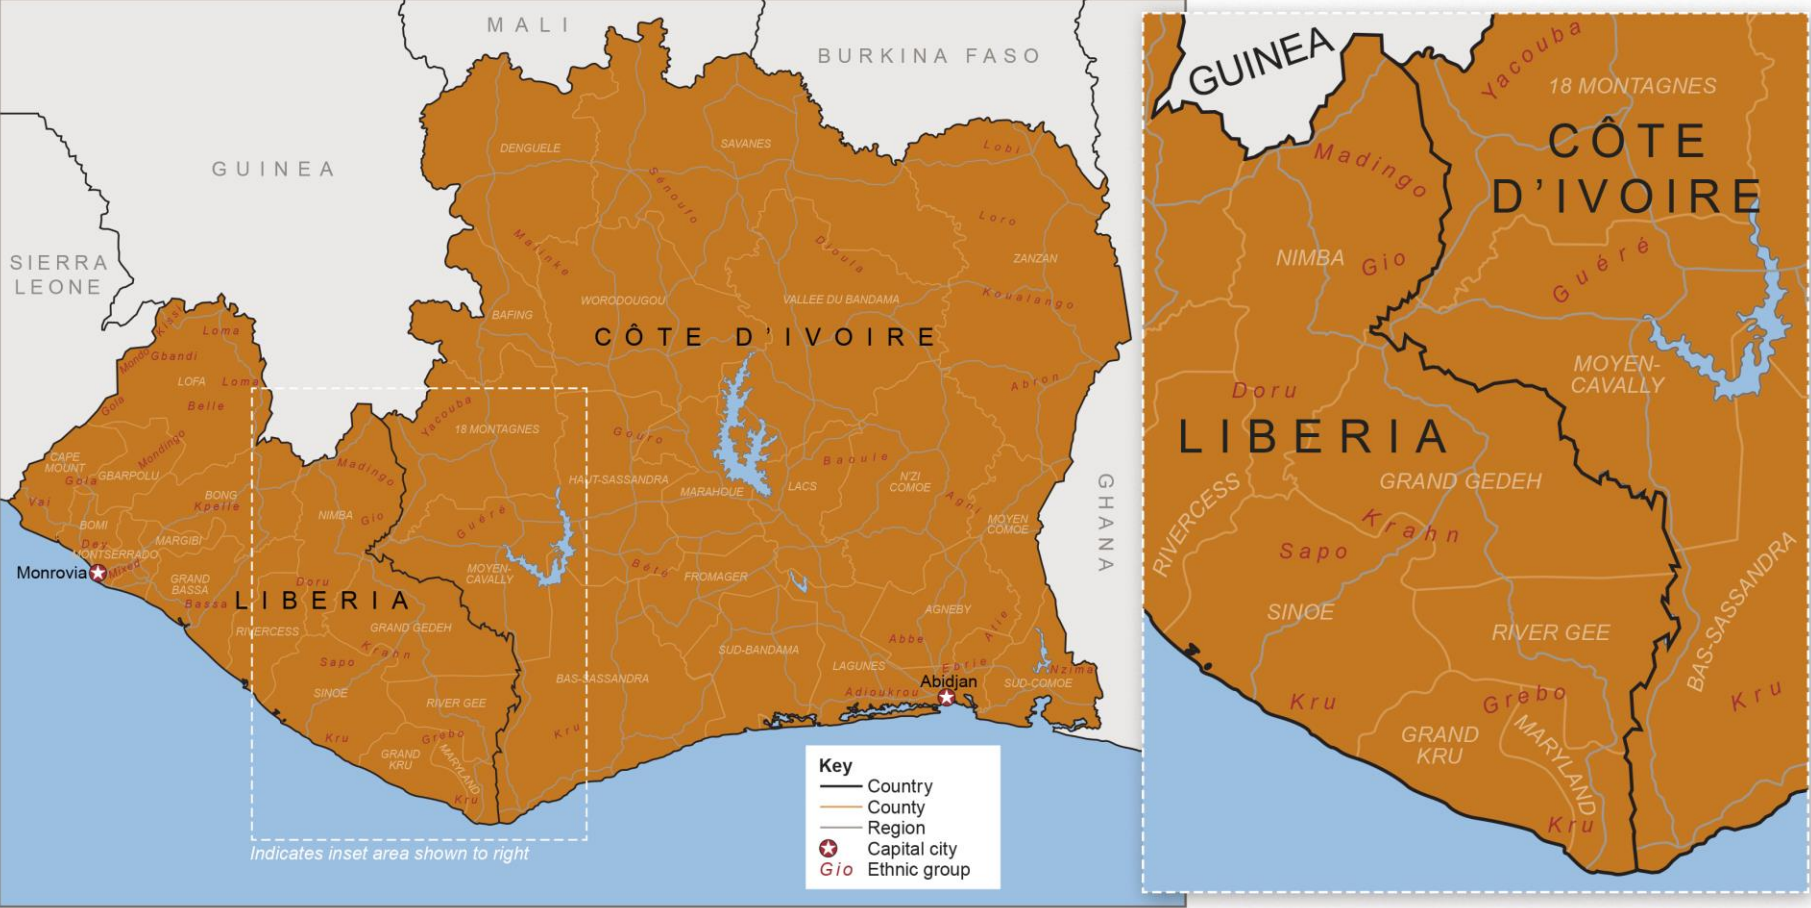 MALI
BURKINA FASO
GUINEA
SIERRA
LEONE
GHANA
DENGUELE
SAVANES
Lobi
Sénoufo
Loro
Malinke
Dioula
ZANZAN
Koualango
WORODOUGOU
VALLEE DU BANDAMA
BAFING
CÔTE D'IVOIRE
Kissi
Loma
Mondu
Gbandi
LOFA
Loma
Gola
Belle
Abron
Yacouba
18 MONTAGNES
Gouro
Mondingo
CAPE
MOUNT
Gola
GBARPOLU
Madingo
HAUT-SASSANDRA
MARAHOUE
Baoule
LACS
N'ZI
COMOE
Agni
BONG
Kpelle
Vai
NIMBA
Gio
Guéré
MOYEN
COMOE
BOMI
Dex
MONTSERRADO
MARGIBI
Monrovia
Mixed
GRAND
BASSA
Doru
MOYEN-
CAVALLY
Bété
FROMAGER
Bassa
LIBERIA
AGNEBY
Atie
RIVERCESS
GRAND GEDEH
Krahn
Sapo
Abbe
SUD-BANDAMA
LAGUNES
Ebrie
Nzima
BAS-SASSANDRA
Abidjan
SUD-COMOE
Adioukrou
SINOE
RIVER GEE
Kru
Grebo
Kru
GRAND
KRU
MARYLAND
Kru
Indicates inset area shown to right
Key
Country
County
Region
Capital city
Gio Ethnic group
GUINEA
Yacouba
18 MONTAGNES
CÔTE
D'IVOIRE
Madingo
NIMBA
Gio
Guéré
MOYEN-
CAVALLY
Doru
LIBERIA
GRAND GEDEH
RIVERCESS
Krahn
Sapo
SINOE
RIVER GEE
BAS-SASSANDRA
Kru
Grebo
Kru
GRAND
KRU
MARYLAND
Kru